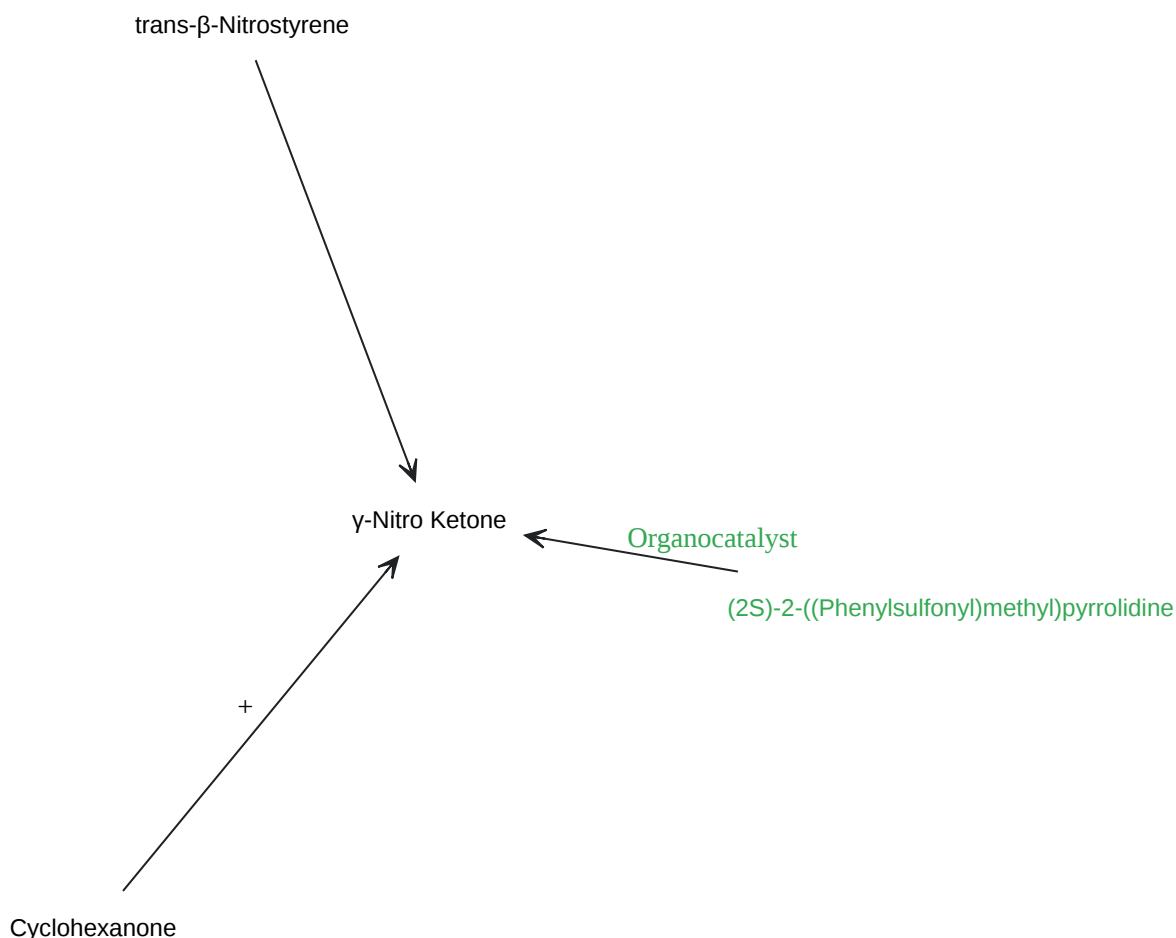 trans-β-Nitrostyrene
γ-Nitro Ketone
Organocatalyst
(2S)-2-((Phenylsulfonyl)methyl)pyrrolidine
+
Cyclohexanone